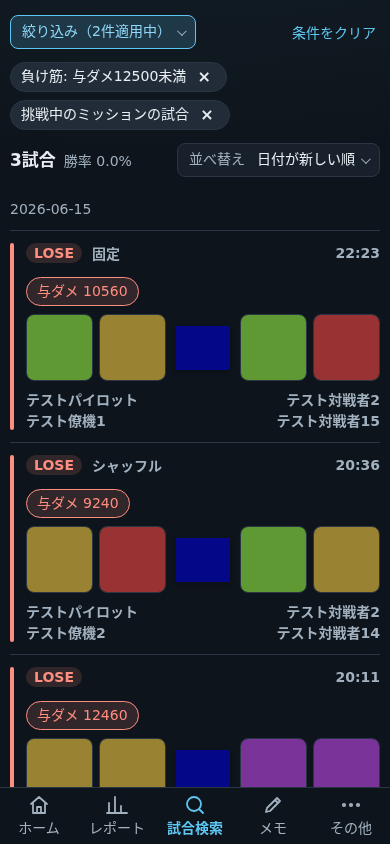 絞り込み（2件適用中）
条件をクリア
負け筋: 与ダメ12500未満 ×
挑戦中のミッションの試合 ×
3試合 勝率 0.0%
並べ替え 日付が新しい順
2026-06-15
LOSE 固定 22:23
与ダメ 10560
テストパイロット テスト対戦者2
テスト僚機1 テスト対戦者15
LOSE シャッフル 20:36
与ダメ 9240
テストパイロット テスト対戦者2
テスト僚機2 テスト対戦者14
LOSE 20:11
与ダメ 12460
ホーム レポート 試合検索 メモ その他